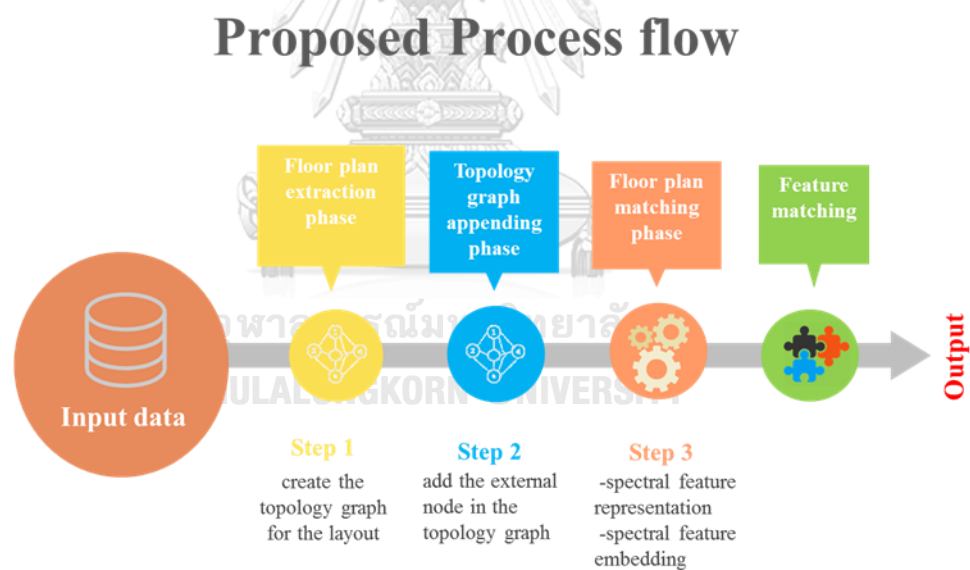 Proposed Process flow
Floor plan
extraction
phase
Topology
graph
appending
phase
Floor plan
matching
phase
Feature
matching
Input data
Output
Step 1
create the
topology graph
for the layout
Step 2
add the external
node in the
topology graph
Step 3
-spectral feature
representation
-spectral feature
embedding